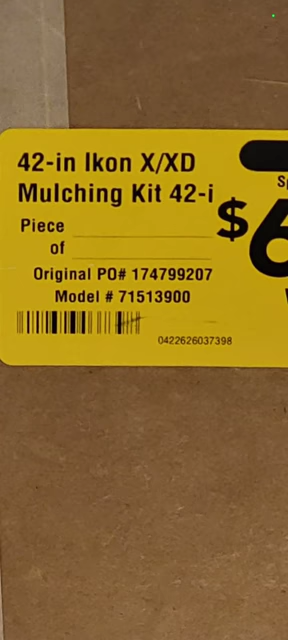 42-in Ikon X/XD
Mulching Kit 42-i
Piece
of
Original PO# 174799207
Model # 71513900
0422626037398
$6